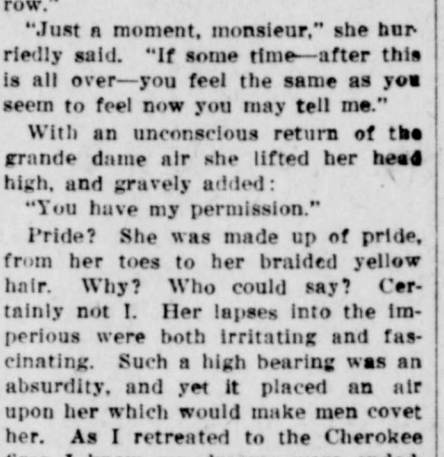 row."
"Just a moment, monsieur," she hur-
riedly said. "If some time—after this
is all over—you feel the same as you
seem to feel now you may tell me."
With an unconscious return of the
grande dame air she lifted her head
high, and gravely added:
"You have my permission."
Pride? She was made up of pride,
from her toes to her braided yellow
hair. Why? Who could say? Cer-
tainly not I. Her lapses into the im-
perious were both irritating and fas-
cinating. Such a high bearing was an
absurdity, and yet it placed an air
upon her which would make men covet
her. As I retreated to the Cherokee